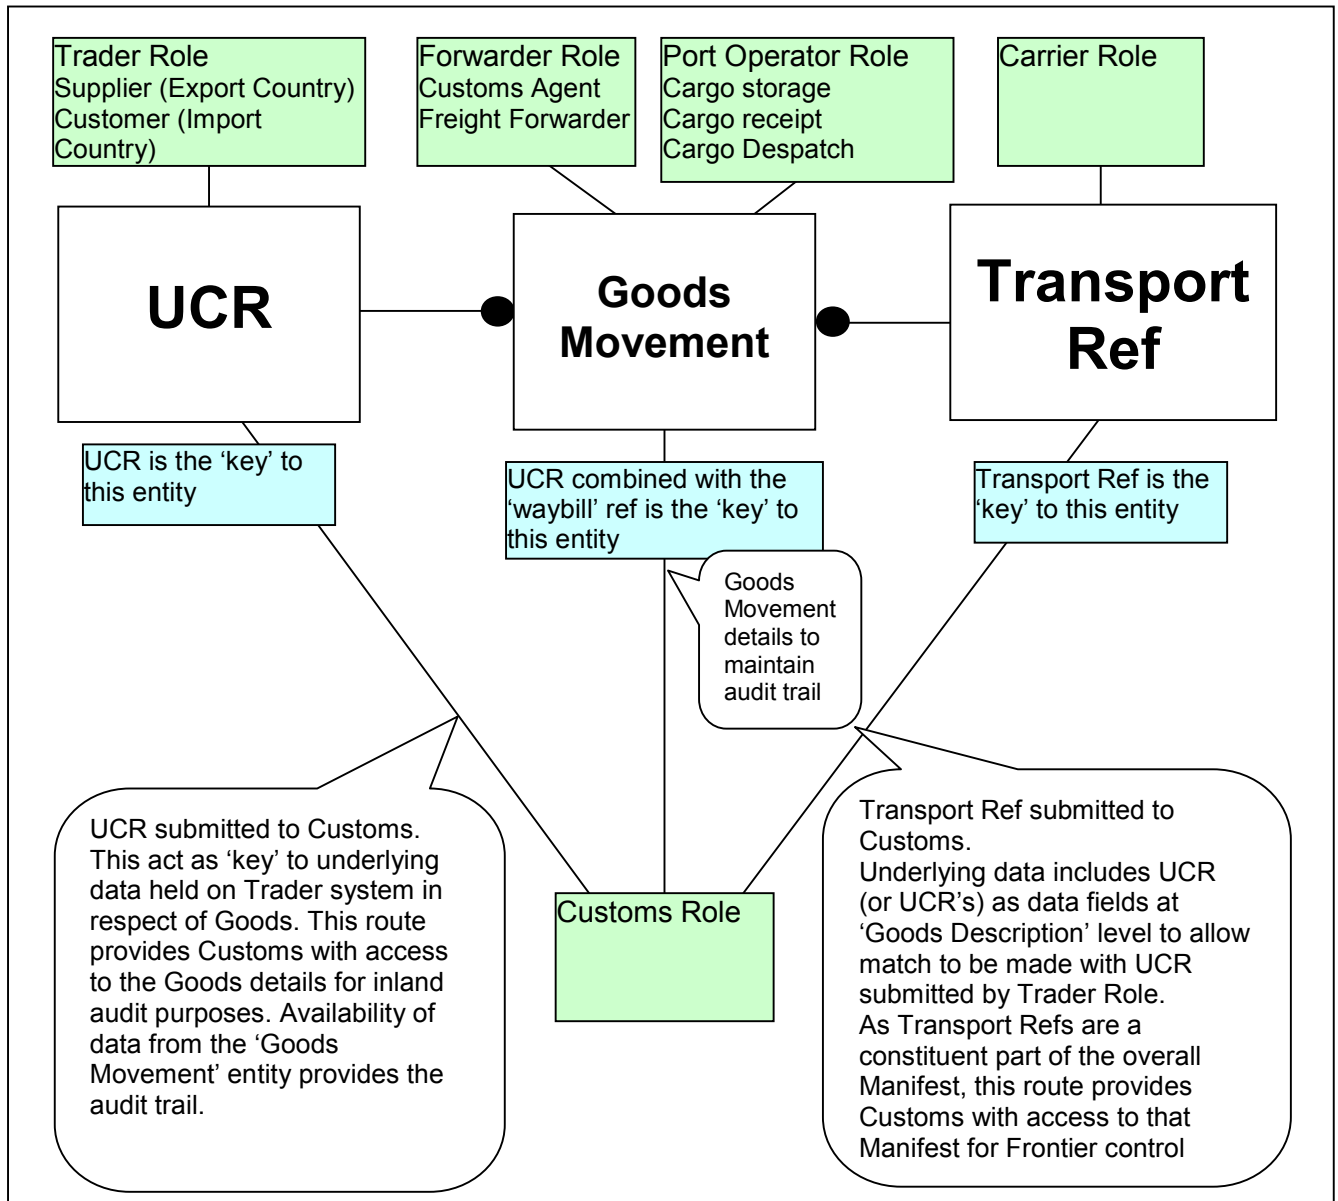 Trader Role
Supplier (Export Country)
Customer (Import
Country)
Forwarder Role
Customs Agent
Freight Forwarder
Port Operator Role
Cargo storage
Cargo receipt
Cargo Despatch
Carrier Role
UCR
Goods
Movement
Transport
Ref
UCR is the ‘key’ to
this entity
UCR combined with the
‘waybill’ ref is the ‘key’ to
this entity
Transport Ref is the
‘key’ to this entity
Goods
Movement
details to
maintain
audit trail
UCR submitted to Customs.
This act as ‘key’ to underlying
data held on Trader system in
respect of Goods. This route
provides Customs with access
to the Goods details for inland
audit purposes. Availability of
data from the ‘Goods
Movement’ entity provides the
audit trail.
Customs Role
Transport Ref submitted to
Customs.
Underlying data includes UCR
(or UCR’s) as data fields at
‘Goods Description’ level to allow
match to be made with UCR
submitted by Trader Role.
As Transport Refs are a
constituent part of the overall
Manifest, this route provides
Customs with access to that
Manifest for Frontier control